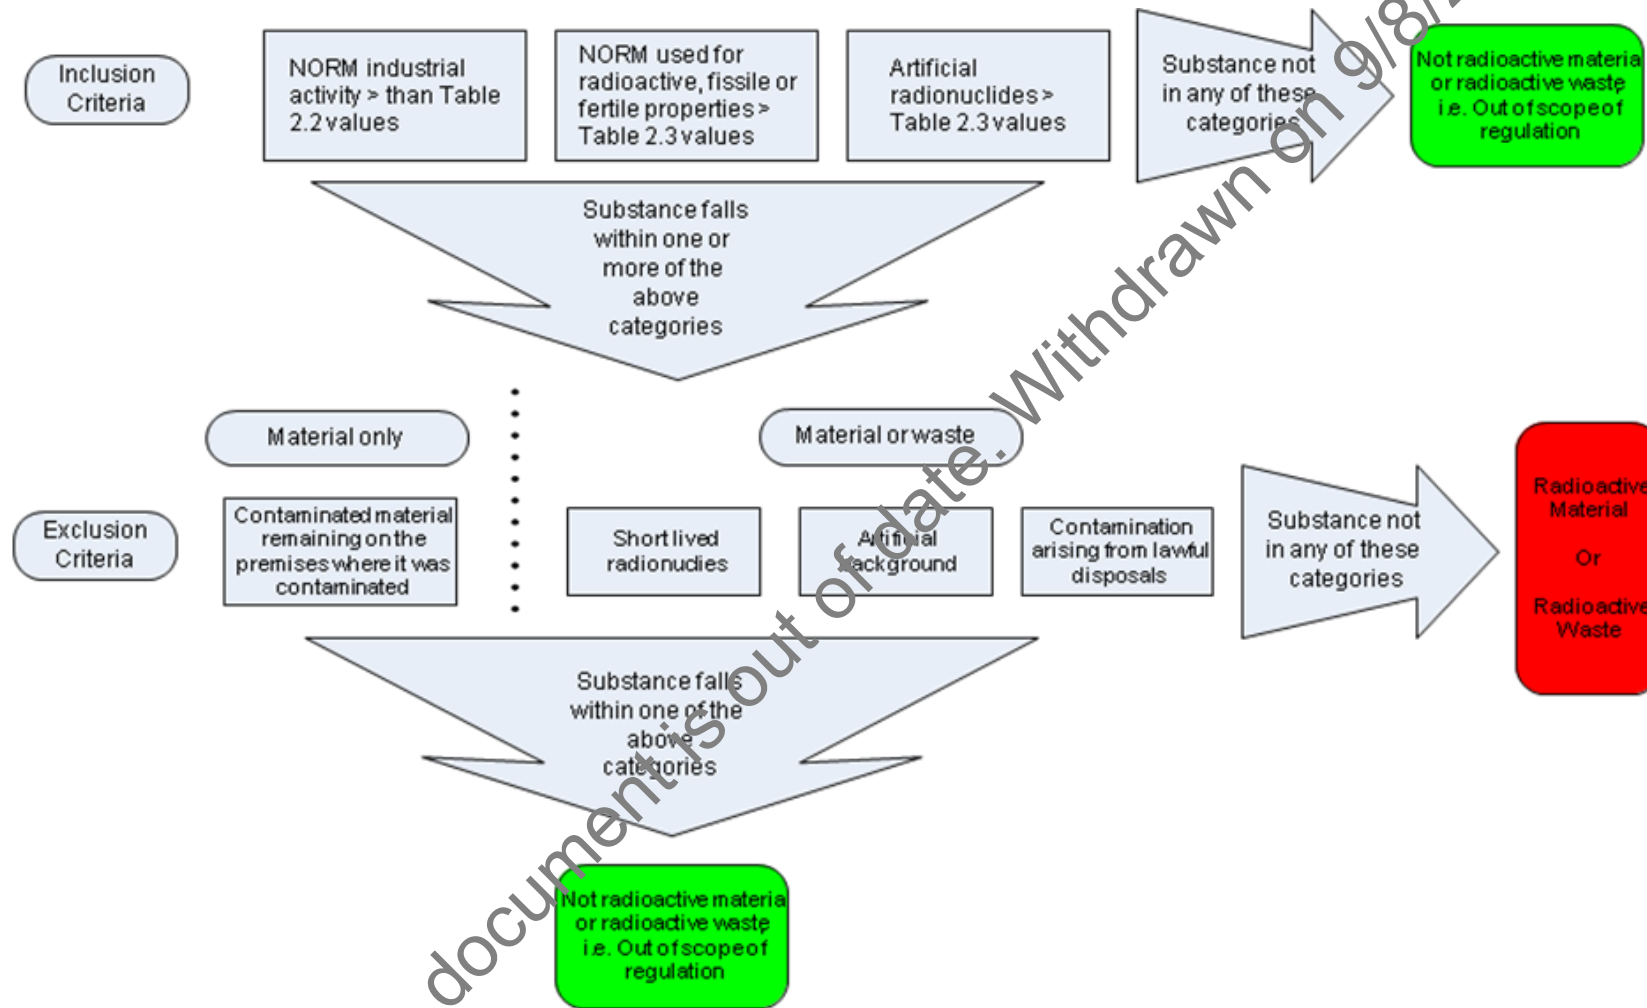 Inclusion
Criteria
NORM industrial
activity > than Table
2.2 values
NORM used for
radioactive, fissile or
fertile properties >
Table 2.3 values
Artificial
radionuclides >
Table 2.3 values
Substance not
in any of these
categories
Not radioactive materia
or radioactive waste
i.e. Out of scope of
regulation
Substance falls
within one or
more of the
above
categories
Material only
Material or waste
Exclusion
Criteria
Contaminated material
remaining on the
premises where it was
contaminated
Short lived
radionuclies
Artificial
background
Contamination
arising from lawful
disposals
Substance not
in any of these
categories
Radioactive
Material
Or
Radioactive
Waste
Substance falls
within one of the
above
categories
Not radioactive materia
or radioactive waste
i.e. Out of scope of
regulation
document is out of date. Withdrawn on 9/8/